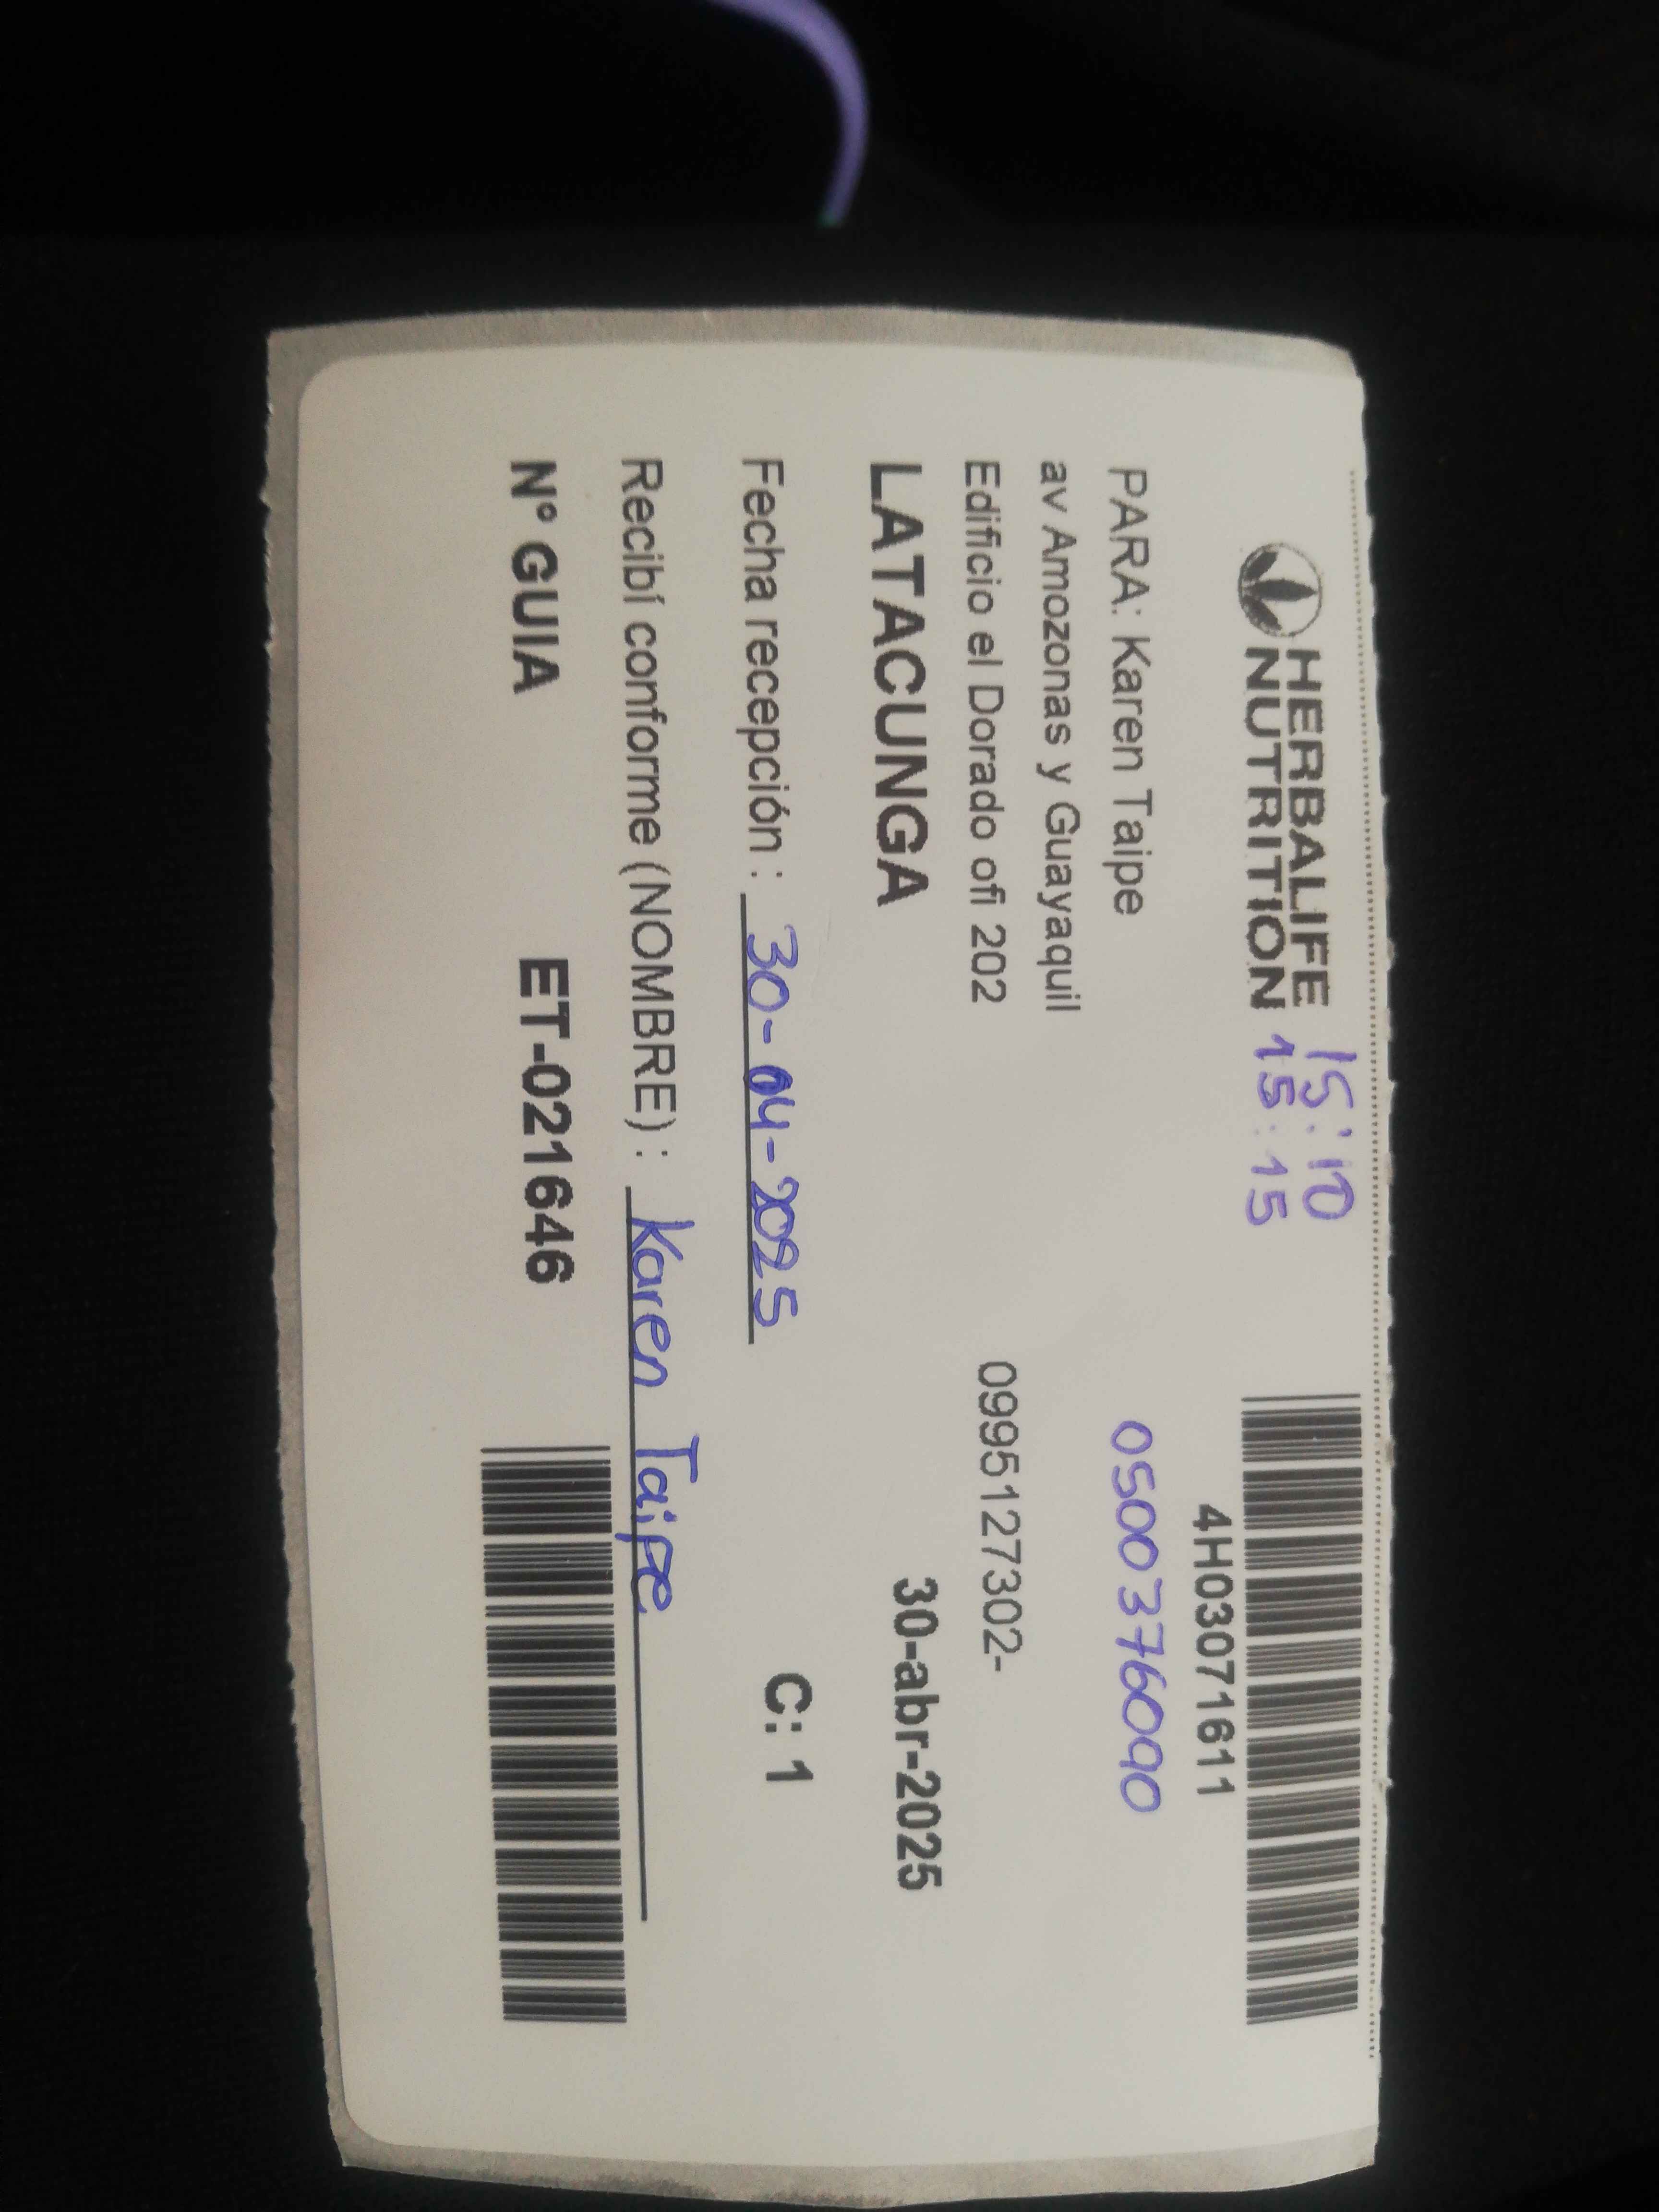 HERBALIFE
NUTRITION
15:10
15:15
4H03071611
PARA: Karen Taipe
0500376090
av Amozonas y Guayaquil
Edificio el Dorado ofi 202
0995127302-
LATACUNGA
30-abr-2025
Fecha recepción : 30-04-2025
C: 1
Recibí conforme (NOMBRE) : Karen Taipe
Nº GUIA ET-021646